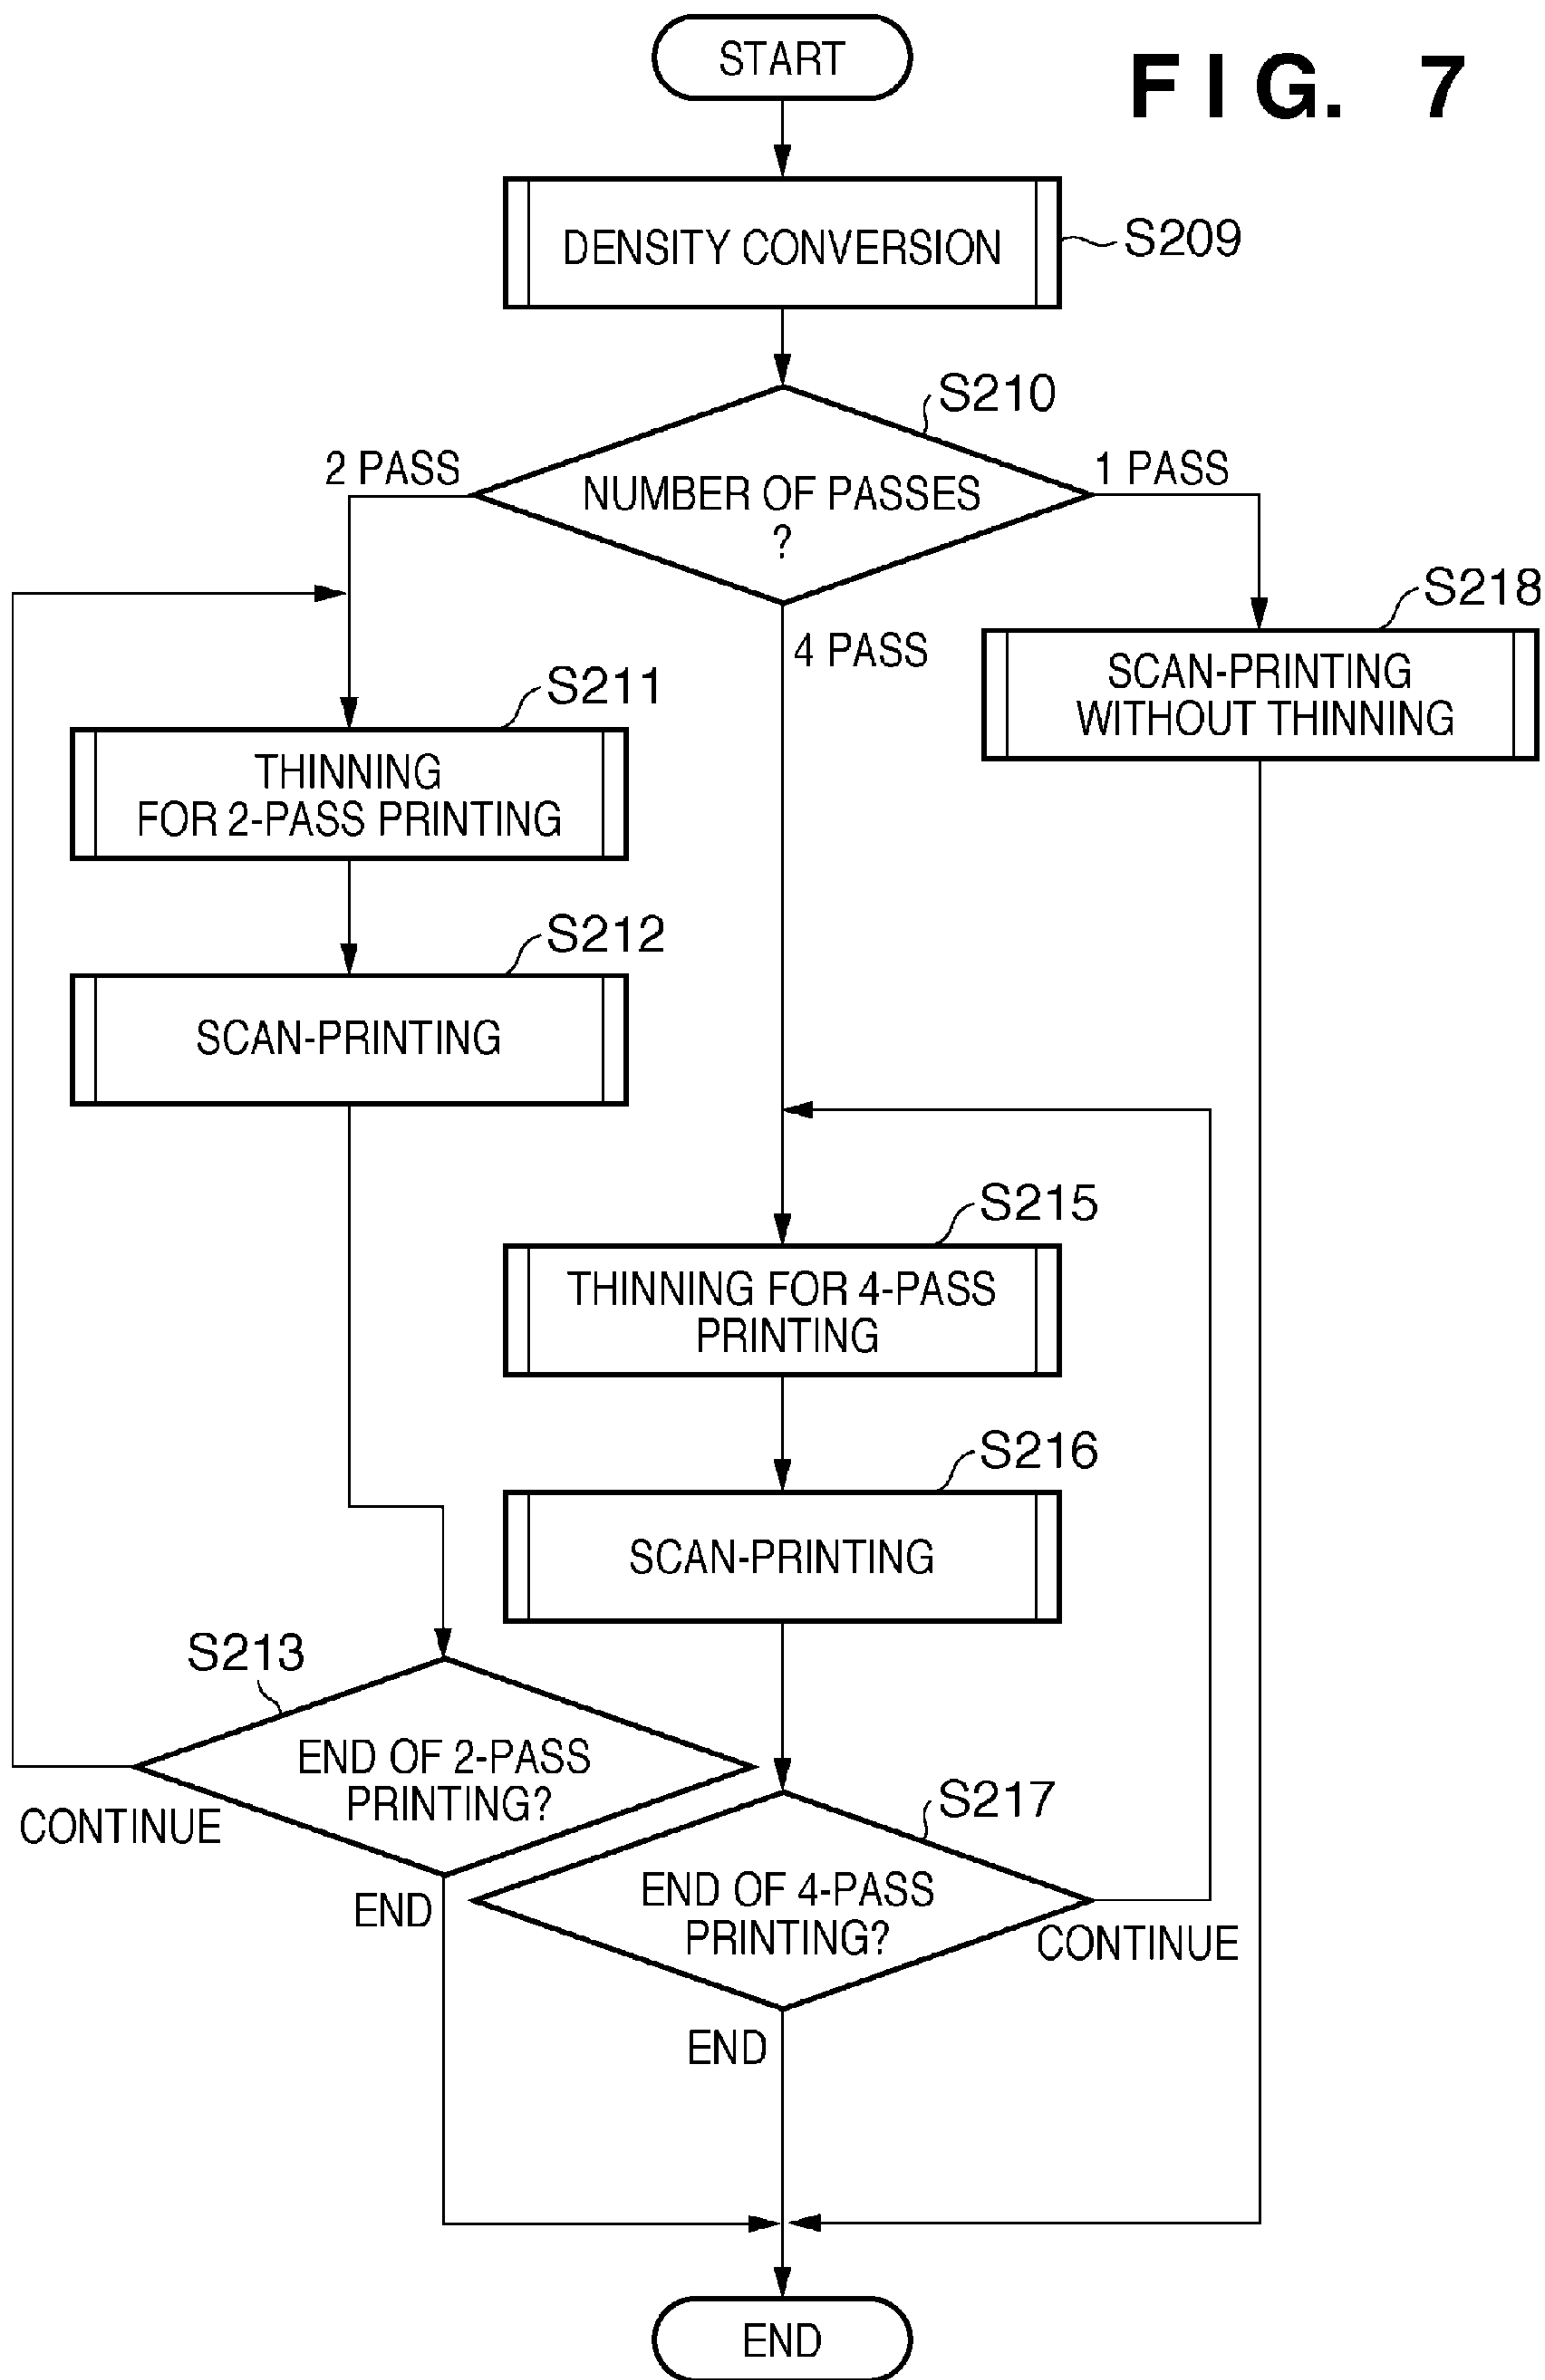 START
FIG. 7
DENSITY CONVERSION
S209
S210
2 PASS
NUMBER OF PASSES
?
1 PASS
4 PASS
S218
SCAN-PRINTING
WITHOUT THINNING
S211
THINNING
FOR 2-PASS PRINTING
S212
SCAN-PRINTING
S215
THINNING FOR 4-PASS
PRINTING
S216
SCAN-PRINTING
S213
END OF 2-PASS
PRINTING?
CONTINUE
END
S217
END OF 4-PASS
PRINTING?
CONTINUE
END
END